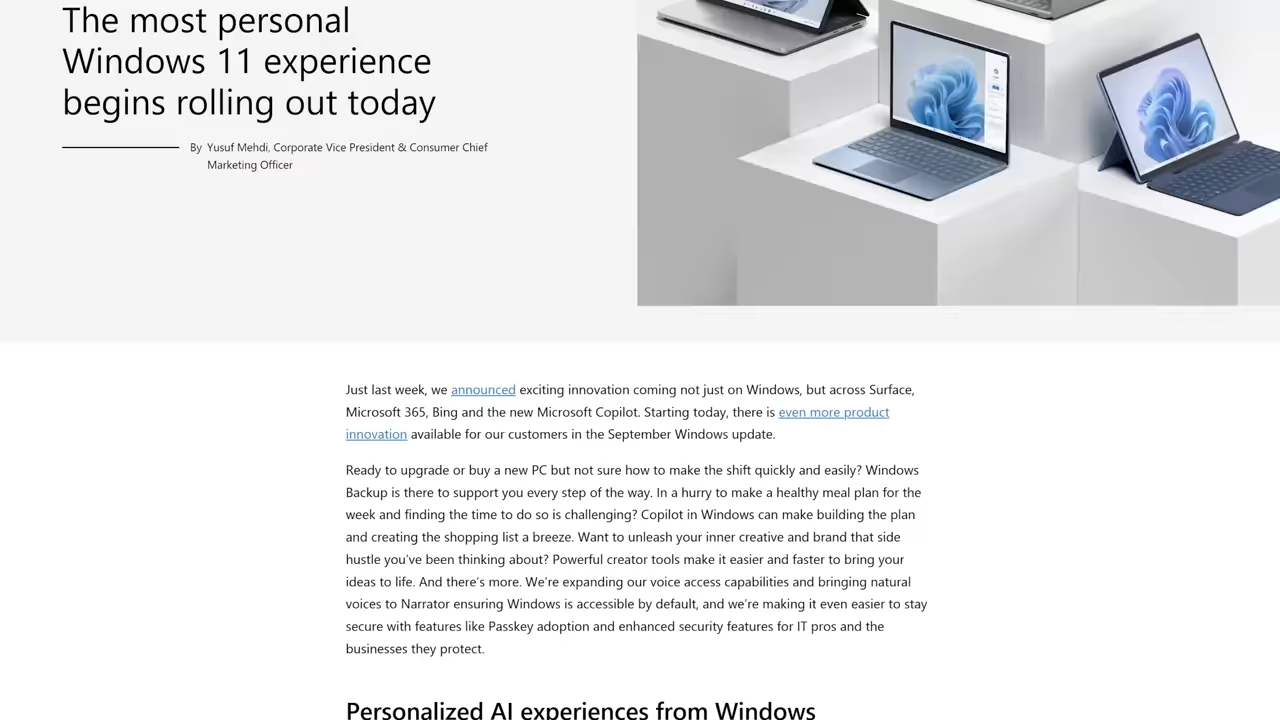 The most personal
Windows 11 experience
begins rolling out today
By Yusuf Mehdi, Corporate Vice President & Consumer Chief
Marketing Officer
Just last week, we announced exciting innovation coming not just on Windows, but across Surface,
Microsoft 365, Bing and the new Microsoft Copilot. Starting today, there is even more product
innovation available for our customers in the September Windows update.
Ready to upgrade or buy a new PC but not sure how to make the shift quickly and easily? Windows
Backup is there to support you every step of the way. In a hurry to make a healthy meal plan for the
week and finding the time to do so is challenging? Copilot in Windows can make building the plan
and creating the shopping list a breeze. Want to unleash your inner creative and brand that side
hustle you've been thinking about? Powerful creator tools make it easier and faster to bring your
ideas to life. And there's more. We're expanding our voice access capabilities and bringing natural
voices to Narrator ensuring Windows is accessible by default, and we're making it even easier to stay
secure with features like Passkey adoption and enhanced security features for IT pros and the
businesses they protect.
Personalized AI experiences from Windows